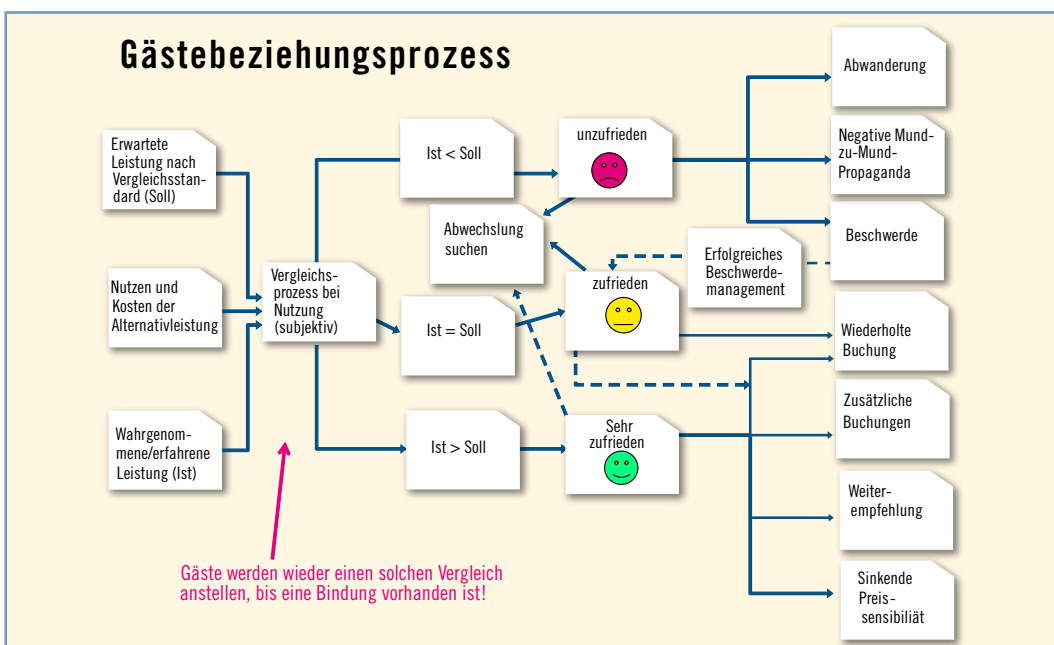 Gästebeziehungsprozess
Erwartete
Leistung nach
Vergleichsstan-
dard (Soll)
Nutzen und
Kosten der
Alternativleistung
Wahrgenom-
mene/erfahrene
Leistung (Ist)
Vergleichs-
prozess bei
Nutzung
(subjektiv)
Ist < Soll
Abwechslung
suchen
Ist = Soll
Ist > Soll
unzufrieden
zufrieden
Sehr
zufrieden
Erfolgreiches
Beschwerde-
management
Abwanderung
Negative Mund-
zu-Mund-
Propaganda
Beschwerde
Wiederholte
Buchung
Zusätzliche
Buchungen
Weiter-
empfehlung
Sinkende
Preis-
sensibiliät
Gäste werden wieder einen solchen Vergleich
anstellen, bis eine Bindung vorhanden ist!